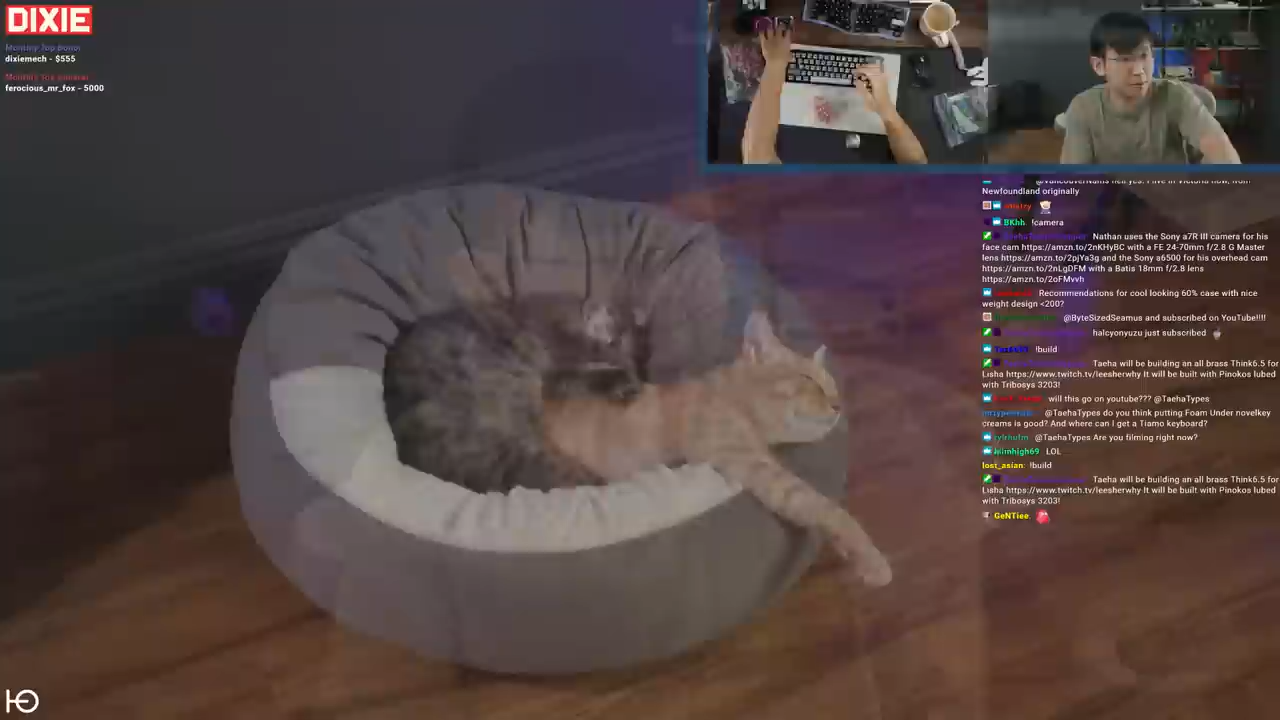 DIXIE
Monthly Top Donor
dixiemech - $555
ferocious_mr_fox - 5000
Newfoundland originally
BKhh !camera
Nathan uses the Sony a7R III camera for his
face cam https://amzn.to/2nKHyBC with a FE 24-70mm f/2.8 G Master
lens https://amzn.to/2pjYa3g and the Sony a6500 for his overhead cam
https://amzn.to/2nLgDFM with a Batis 18mm f/2.8 lens
https://amzn.to/2oFMvvh
Recommendations for cool looking 60% case with nice
weight design <200?
@ByteSizedSeamus and subscribed on YouTube!!!!
halcyonyuzu just subscribed
!build
Taeha will be building an all brass Think6.5 for
Lisha https://www.twitch.tv/leesherwhy It will be built with Pinokos lubed
with Tribosys 3203!
will this go on youtube??? @TaehaTypes
@TaehaTypes do you think putting Foam Under novelkey
creams is good? And where can I get a Tiamo keyboard?
@TaehaTypes Are you filming right now?
Minhigh69 LOL
lost_asian: !build
Taeha will be building an all brass Think6.5 for
Lisha https://www.twitch.tv/leesherwhy It will be built with Pinokos lubed
with Tribosys 3203!
GeNTiee: